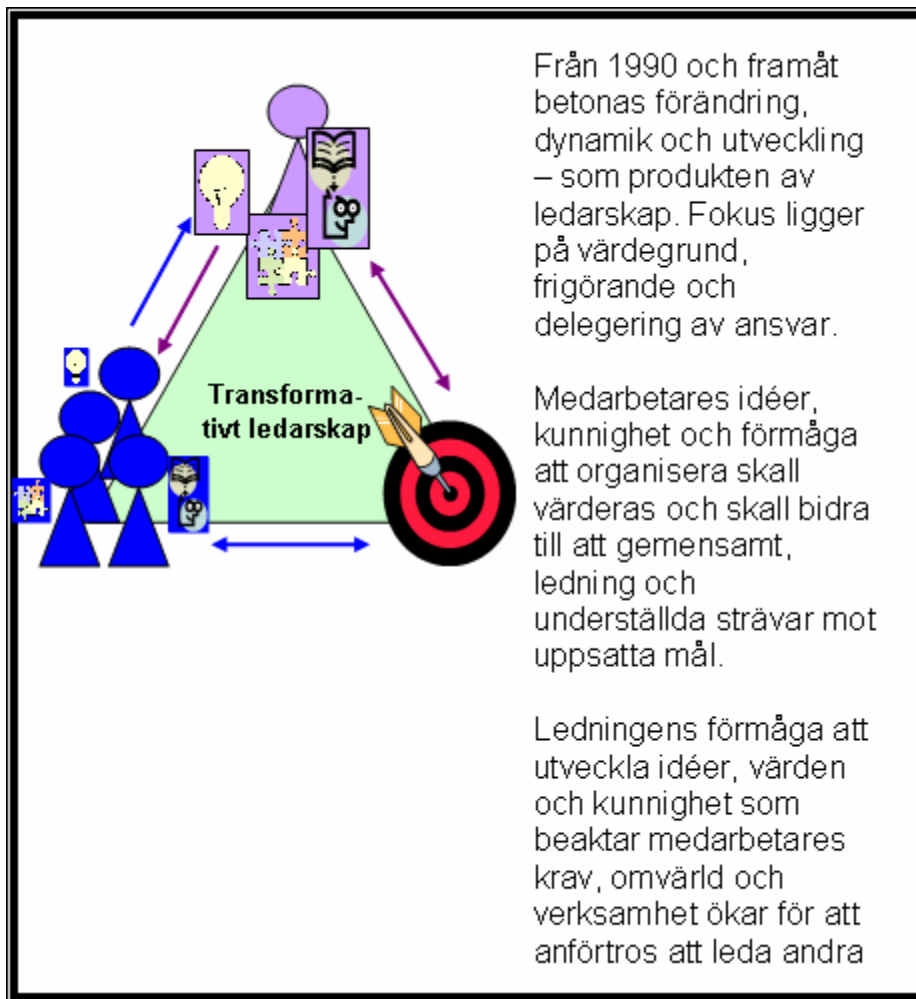 Från 1990 och framåt
betonas förändring,
dynamik och utveckling
– som produkten av
ledarskap. Fokus ligger
på värdegrund,
frigörande och
delegering av ansvar.
Transforma-
tivt ledarskap
Medarbetares idéer,
kunnighet och förmåga
att organisera skall
värderas och skall bidra
till att gemensamt,
ledning och
underställda strävar mot
uppsatta mål.
Ledningens förmåga att
utveckla idéer, värden
och kunnighet som
beaktar medarbetares
krav, omvärld och
verksamhet ökar för att
anförtros att leda andra